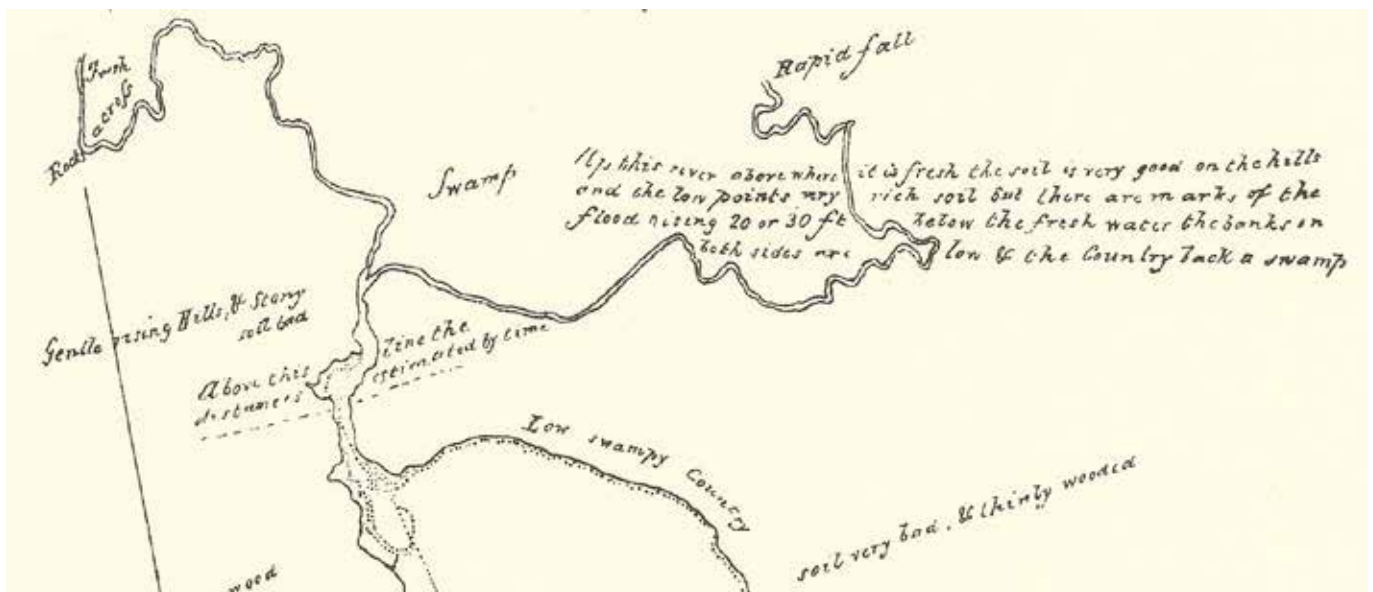 Rapid fall
Fresh
across
Rock
Swamp
Up this river above where it is fresh the soil is very good on the hills
and the low points very rich soil but there are marks of the
flood rising 20 or 30 ft below the fresh water the banks on
both sides are low & the Country back a swamp
Gentle rising Hills, & Stony
soil bad
Above this line the
distances estimated by time
Low swampy Country
soil very bad, & thinly wooded
wood